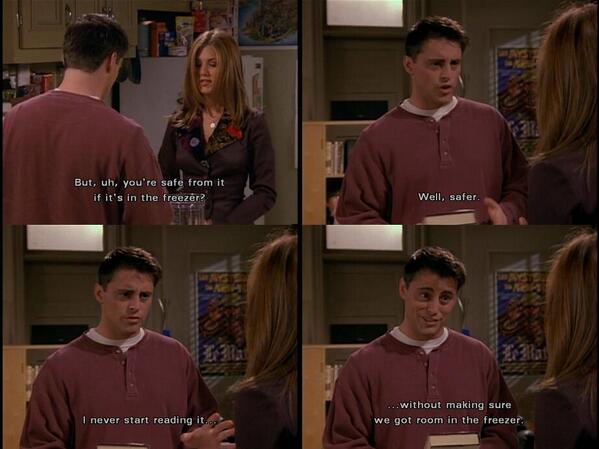 But, uh, you're safe from it
if it's in the freezer?
Well, safer.
I never start reading it...
...without making sure
we got room in the freezer.